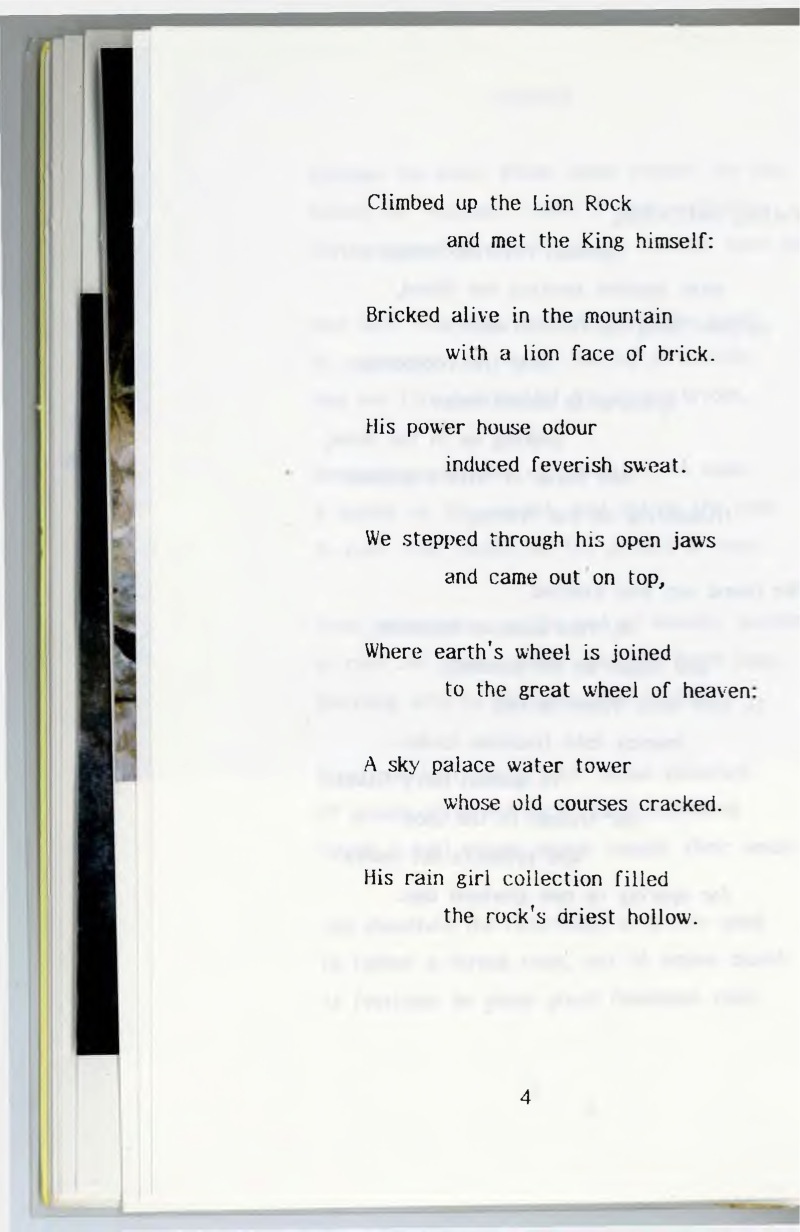 Climbed up the Lion Rock
and met the King himself:
Bricked alive in the mountain
with a lion face of brick.
His power house odour
induced feverish sweat.
We stepped through his open jaws
and came out on top,
Where earth's wheel is joined
to the great wheel of heaven:
A sky palace water tower
whose old courses cracked.
His rain girl collection filled
the rock's driest hollow.
4